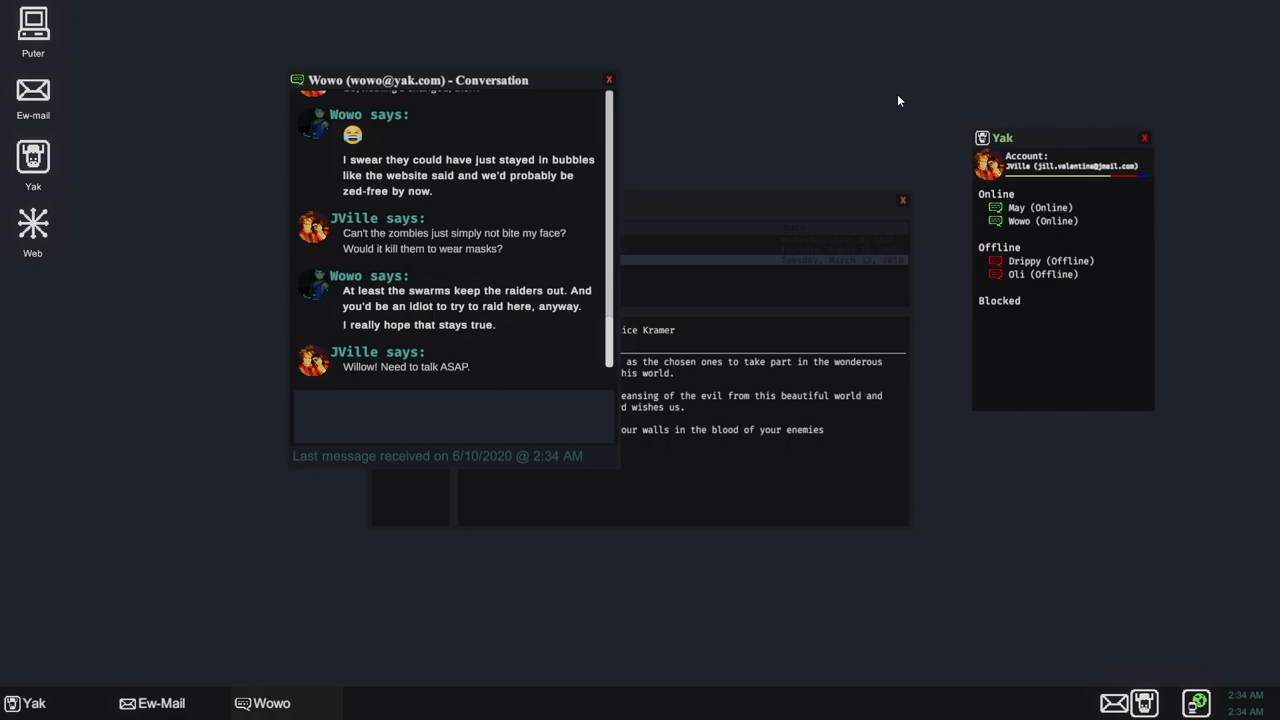 Puter
Ew-mail
Yak
Web
Wowo (wowo@yak.com) - Conversation
X
Wowo says:
I swear they could have just stayed in bubbles
like the website said and we'd probably be
zed-free by now.
JVille says:
Can't the zombies just simply not bite my face?
Would it kill them to wear masks?
Wowo says:
At least the swarms keep the raiders out. And
you'd be an idiot to try to raid here, anyway.
I really hope that stays true.
JVille says:
Willow! Need to talk ASAP.
Last message received on 6/10/2020 @ 2:34 AM
X
Date
Tuesday, March 13, 2018
ice Kramer
as the chosen ones to take part in the wonderous
his world.
eansing of the evil from this beautiful world and
d wishes us.
our walls in the blood of your enemies
Yak
X
Account:
JVille (jill.valentine@jmail.com)
Online
May (Online)
Wowo (Online)
Offline
Drippy (Offline)
Oli (Offline)
Blocked
Yak
Ew-Mail
Wowo
2:34 AM
2:34 AM